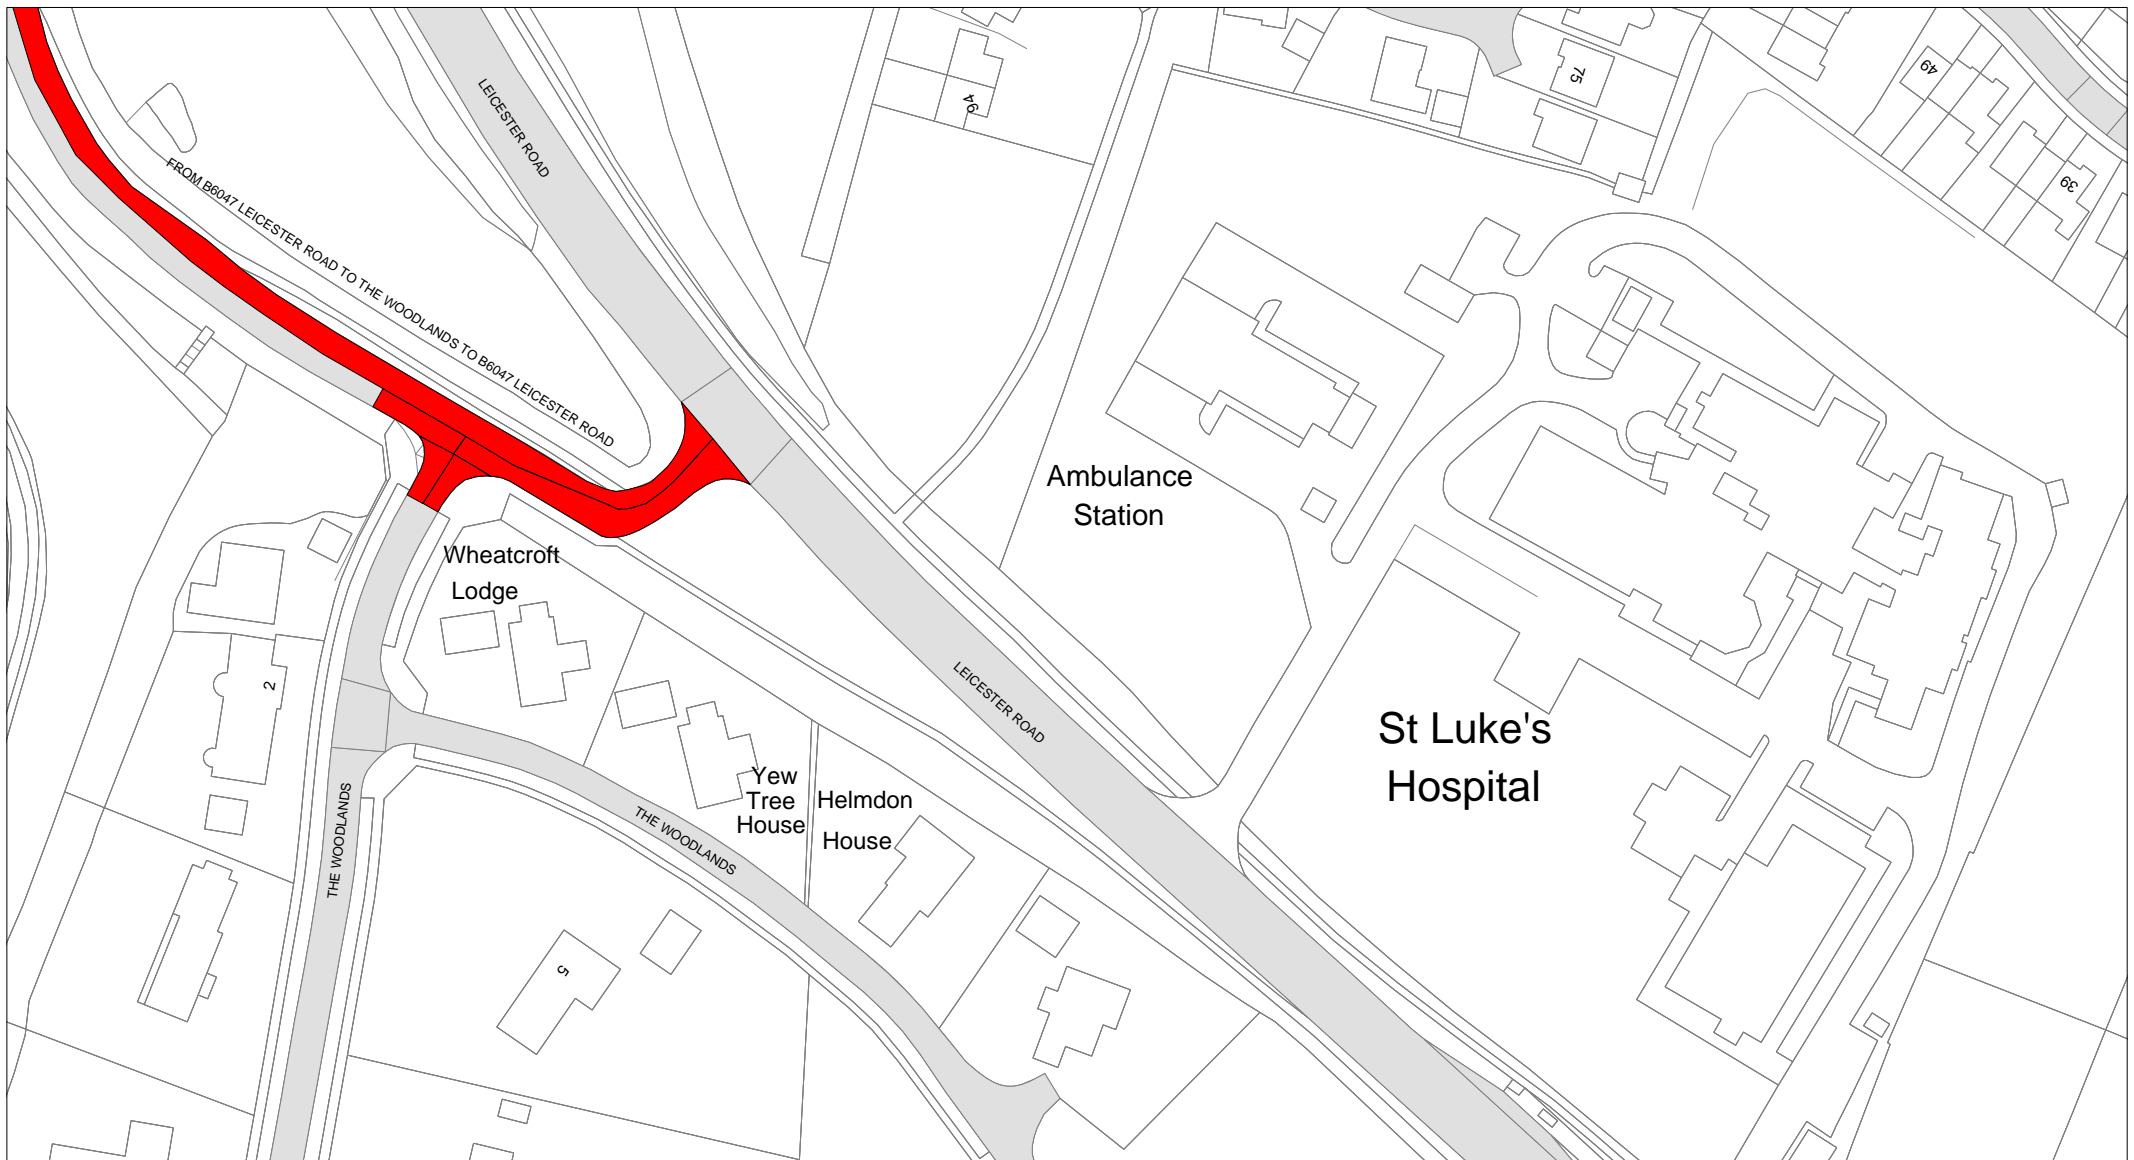 LEICESTER ROAD
94
75
49
39
FROM B6047 LEICESTER ROAD TO THE WOODLANDS TO B6047 LEICESTER ROAD
Ambulance
Station
Wheatcroft
Lodge
2
LEICESTER ROAD
St Luke's
Hospital
Yew
Tree
House
Helmdon
House
THE WOODLANDS
THE WOODLANDS
5